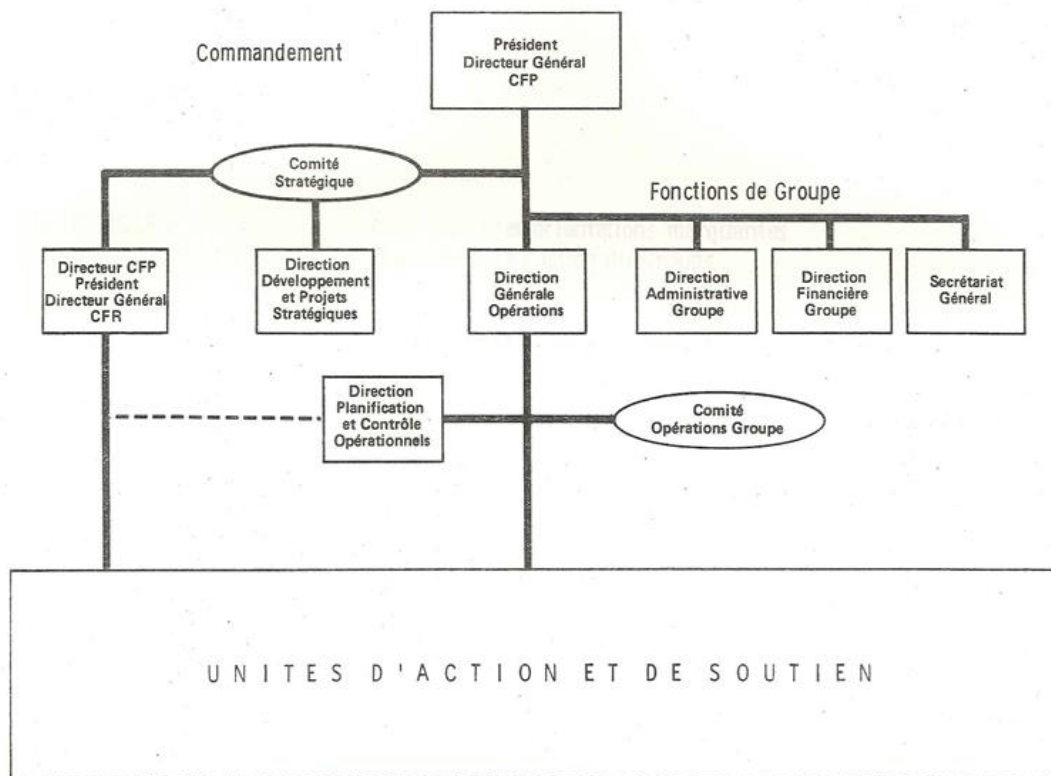 Commandement
Président
Directeur Général
CFP
Comité
Stratégique
Fonctions de Groupe
Directeur CFP
Président
Directeur Général
CFR
Direction
Développement
et Projets
Stratégiques
Direction
Générale
Opérations
Direction
Administrative
Groupe
Direction
Financière
Groupe
Secrétariat
Général
Direction
Planification
et Contrôle
Opérationnels
Comité
Opérations Groupe
UNITES D'ACTION ET DE SOUTIEN